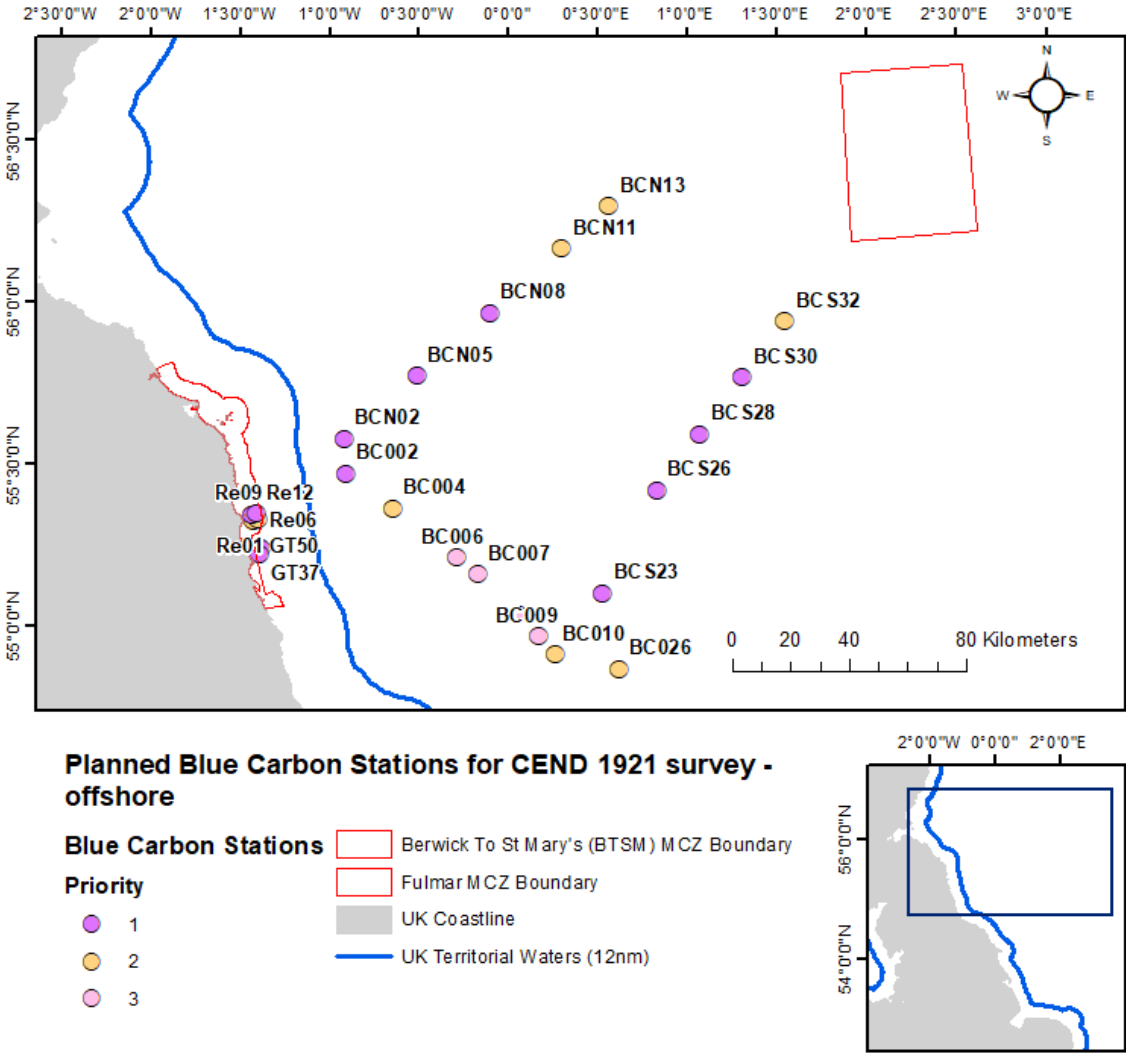 2°30'0"W 2°0'0"W 1°30'0"W 1°0'0"W 0°30'0"W 0°0'0" 0°30'0"E 1°0'0"E 1°30'0"E 2°0'0"E 2°30'0"E 3°0'0"E
N
W E
S
56°30'0"N
56°0'0"N
55°30'0"N
55°0'0"N
BCN13
BCN11
BCN08
BCS32
BCN05
BCS30
BCN02
BCS28
BC002
BCS26
BC004
Re09 Re12
Re06
Re01 GT50
GT37
BC006
BC007
BCS23
BC009
BC010
BC026
0 20 40 80 Kilometers
Planned Blue Carbon Stations for CEND 1921 survey -
offshore
Blue Carbon Stations
Priority
1
2
3
Berwick To St Mary's (BTSM) MCZ Boundary
Fulmar MCZ Boundary
UK Coastline
UK Territorial Waters (12nm)
2°0'0"W 0°0'0" 2°0'0"E
56°0'0"N
54°0'0"N